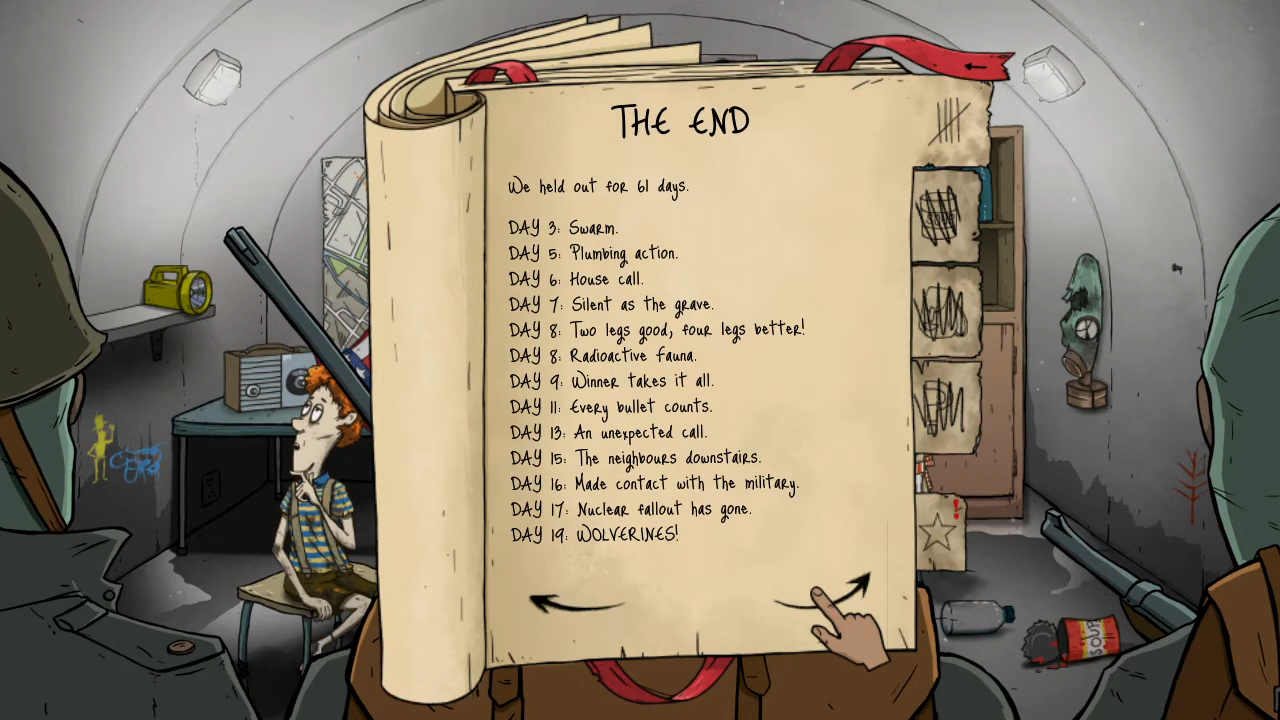 THE END
We held out for 61 days.
DAY 3: Swarm.
DAY 5: Plumbing action.
DAY 6: House call.
DAY 7: Silent as the grave.
DAY 8: Two legs good, four legs better!
DAY 8: Radioactive fauna.
DAY 9: Winner takes it all.
DAY 11: Every bullet counts.
DAY 13: An unexpected call.
DAY 15: The neighbours downstairs.
DAY 16: Made contact with the military.
DAY 17: Nuclear fallout has gone.
DAY 19: WOLVERINES!
SOUP